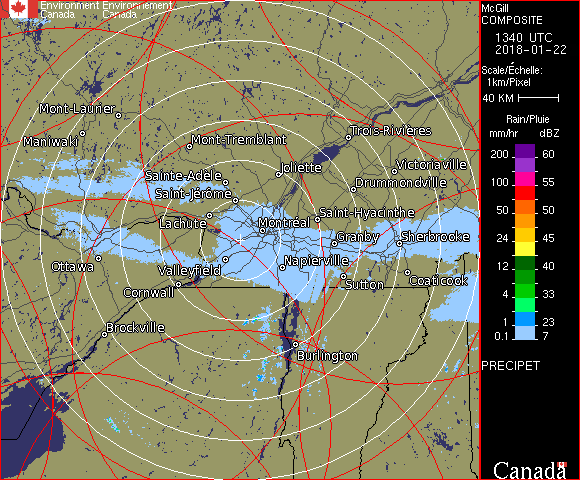 Environment Environnement
Canada Canada
McGill
COMPOSITE
1340 UTC
2018-01-22
Scale/Échelle:
1km/Pixel
40 KM
Rain/Pluie
mm/hr dBZ
200 60
100 55
50 50
24 45
12 40
4 33
1 23
0.1 7
PRECIPET
Canada
Mont-Laurier
Maniwaki
Mont-Tremblant
Trois-Rivières
Joliette
Victoriaville
Sainte-Adèle
Drummondville
Saint-Jérôme
Saint-Hyacinthe
Lachute
Montréal
Granby
Sherbrooke
Ottawa
Valleyfield
Napierville
Cornwall
Sutton
Coaticook
Brockville
Burlington